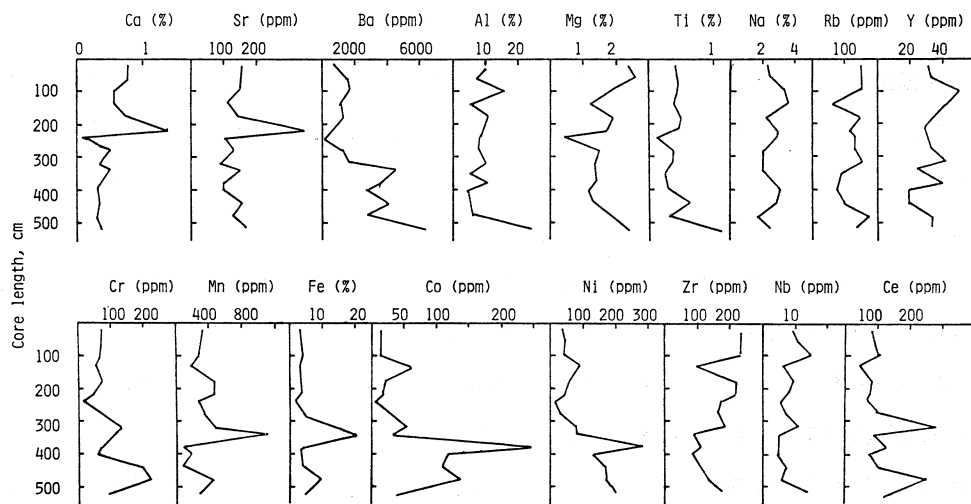 Ca (%) Sr (ppm) Ba (ppm) Al (%) Mg (%) Ti (%) Na (%) Rb (ppm) Y (ppm)
0 1 100 200 2000 6000 10 20 1 2 1 2 4 100 20 40
100
200
300
400
500
Core length, cm
Cr (ppm) Mn (ppm) Fe (%) Co (ppm) Ni (ppm) Zr (ppm) Nb (ppm) Ce (ppm)
100 200 400 800 10 20 50 100 200 100 200 300 100 200 10 100 200
100
200
300
400
500